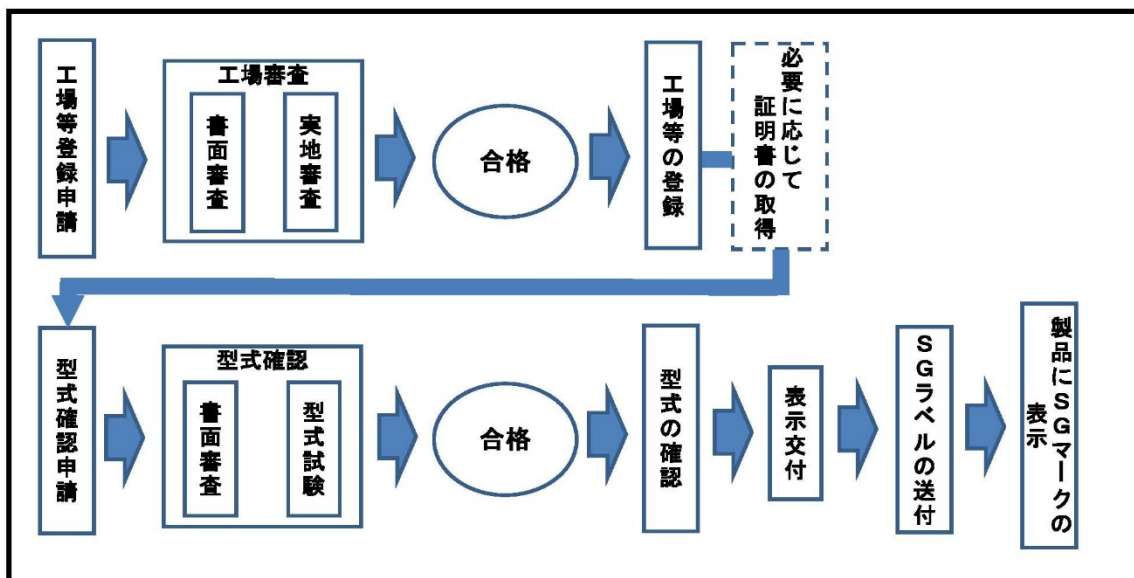 工場等登録申請
工場審査
書面審査
実地審査
合格
工場等の登録
必要に応じて
証明書の取得
型式確認申請
型式確認
書面審査
型式試験
合格
型式の確認
表示交付
SGラベルの送付
製品にSGマークの
表示